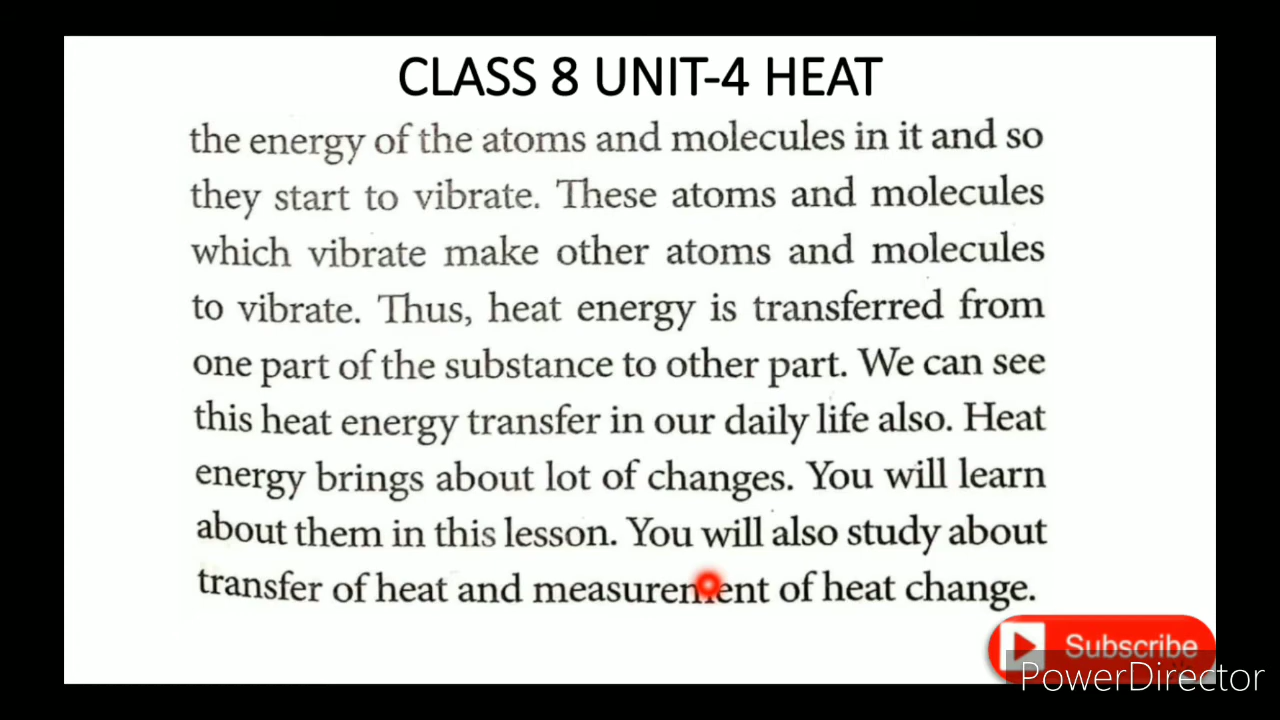 CLASS 8 UNIT-4 HEAT
the energy of the atoms and molecules in it and so
they start to vibrate. These atoms and molecules
which vibrate make other atoms and molecules
to vibrate. Thus, heat energy is transferred from
one part of the substance to other part. We can see
this heat energy transfer in our daily life also. Heat
energy brings about lot of changes. You will learn
about them in this lesson. You will also study about
transfer of heat and measurement of heat change.
Subscribe
PowerDirector